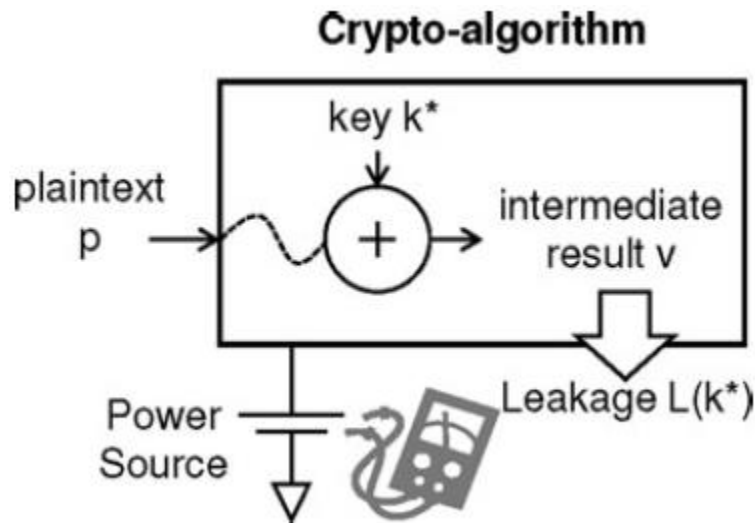 Crypto-algorithm
key k*
plaintext
p
+
intermediate
result v
Leakage L(k*)
Power
Source